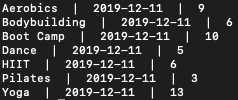 Aerobics  |  2019-12-11  |  9
Bodybuilding  |  2019-12-11  |  6
Boot Camp  |  2019-12-11  |  10
Dance  |  2019-12-11  |  5
HIIT  |  2019-12-11  |  6
Pilates  |  2019-12-11  |  3
Yoga  |  2019-12-11  |  13